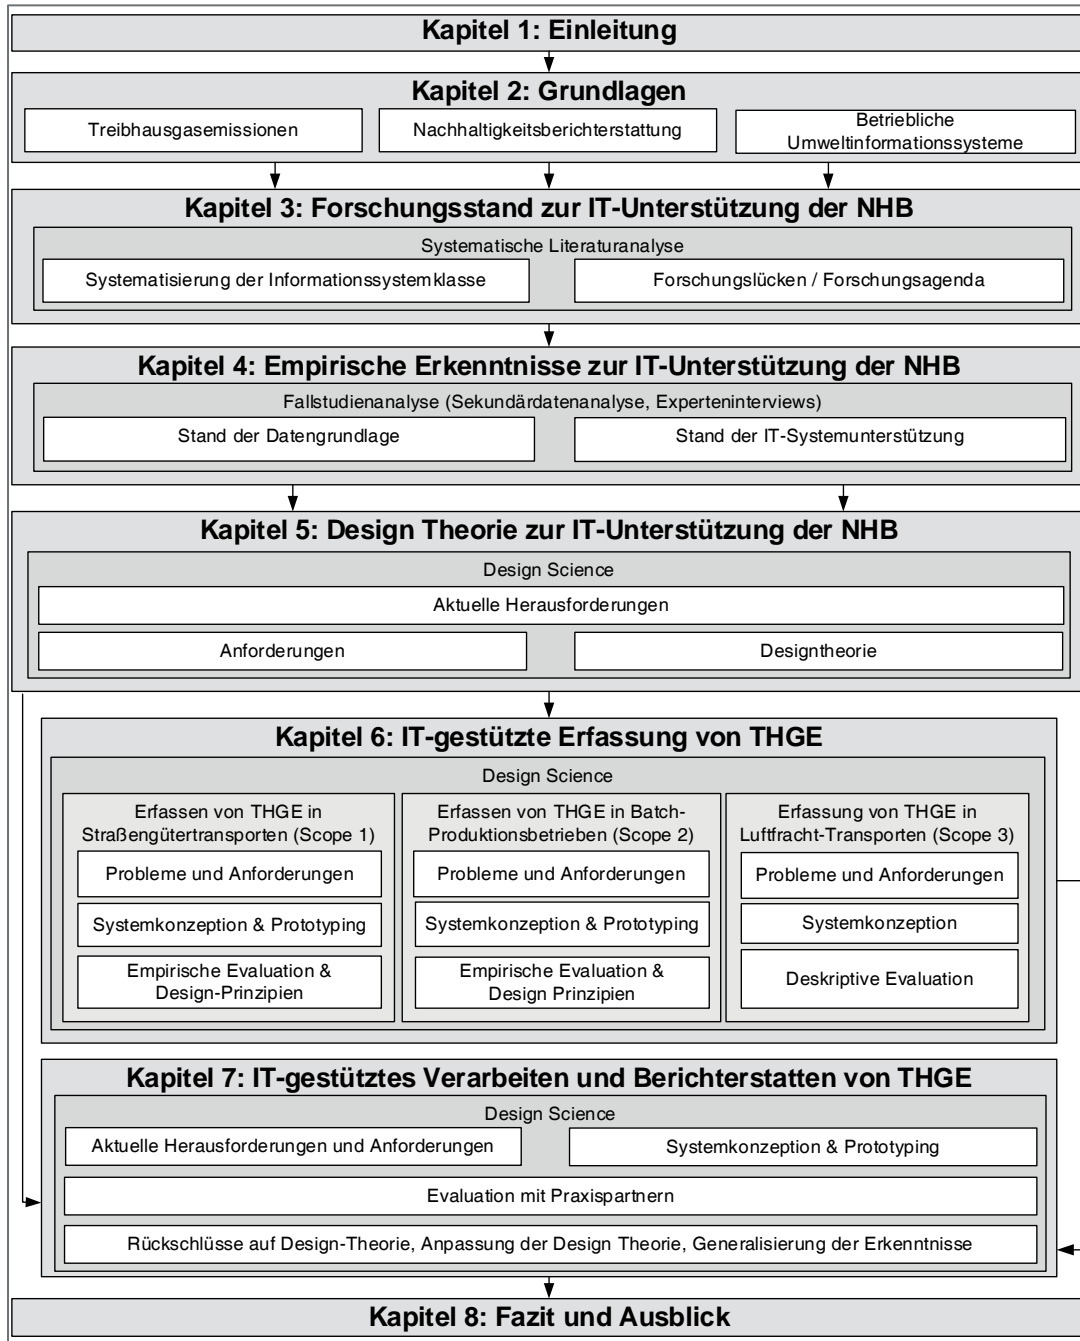 Kapitel 1: Einleitung
Kapitel 2: Grundlagen
Treibhausgasemissionen
Nachhaltigkeitsberichterstattung
Betriebliche
Umweltinformationssysteme
Kapitel 3: Forschungsstand zur IT-Unterstützung der NHB
Systematische Literaturanalyse
Systematisierung der Informationssystemklasse
Forschungslücken / Forschungsagenda
Kapitel 4: Empirische Erkenntnisse zur IT-Unterstützung der NHB
Fallstudienanalyse (Sekundärdatenanalyse, Experteninterviews)
Stand der Datengrundlage
Stand der IT-Systemunterstützung
Kapitel 5: Design Theorie zur IT-Unterstützung der NHB
Design Science
Aktuelle Herausforderungen
Anforderungen
Designtheorie
Kapitel 6: IT-gestützte Erfassung von THGE
Design Science
Erfassen von THGE in
Straßengütertransporten (Scope 1)
Probleme und Anforderungen
Systemkonzeption & Prototyping
Empirische Evaluation &
Design-Prinzipien
Erfassen von THGE in Batch-
Produktionsbetrieben (Scope 2)
Probleme und Anforderungen
Systemkonzeption & Prototyping
Empirische Evaluation &
Design Prinzipien
Erfassung von THGE in
Luftfracht-Transporten (Scope 3)
Probleme und Anforderungen
Systemkonzeption
Deskriptive Evaluation
Kapitel 7: IT-gestütztes Verarbeiten und Berichterstatten von THGE
Design Science
Aktuelle Herausforderungen und Anforderungen
Systemkonzeption & Prototyping
Evaluation mit Praxispartnern
Rückschlüsse auf Design-Theorie, Anpassung der Design Theorie, Generalisierung der Erkenntnisse
Kapitel 8: Fazit und Ausblick